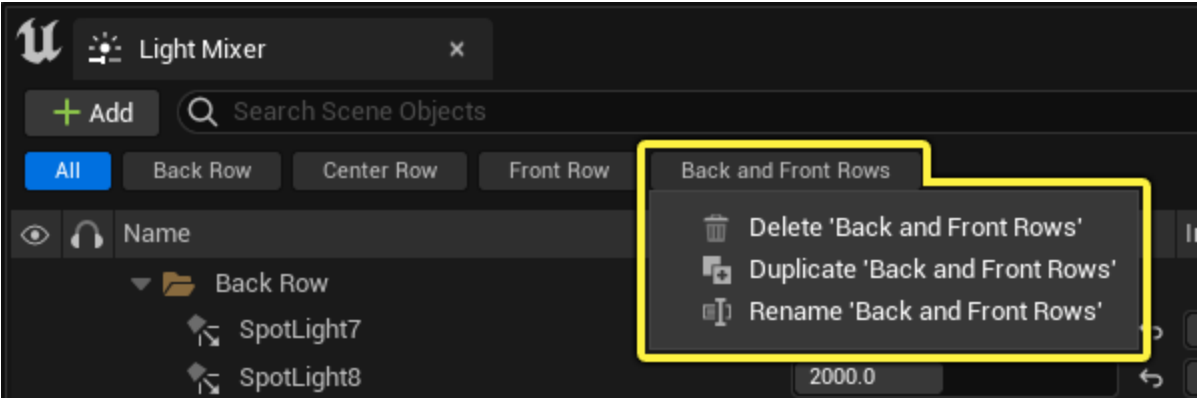 Light Mixer
Add
Search Scene Objects
All Back Row Center Row Front Row Back and Front Rows
Name
Delete 'Back and Front Rows'
Duplicate 'Back and Front Rows'
Rename 'Back and Front Rows'
Back Row
SpotLight7
SpotLight8 2000.0